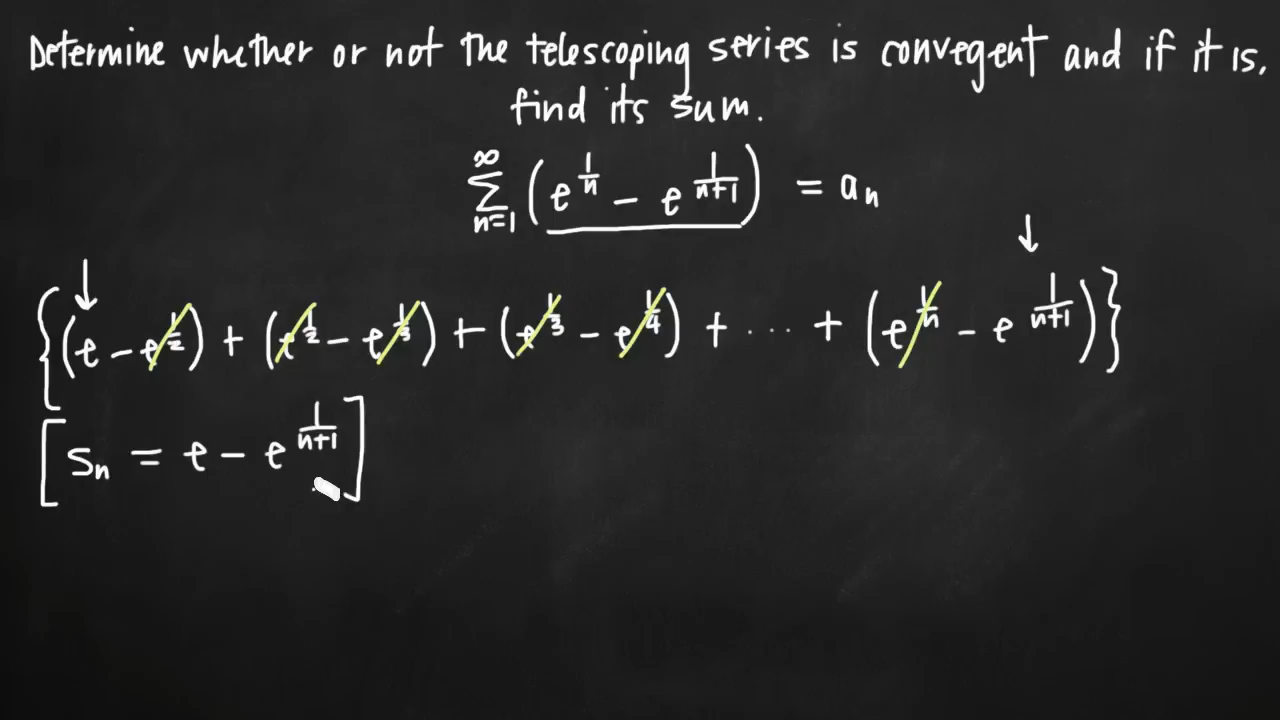 Determine whether or not the telescoping series is convegent and if it is,
find its sum.
∞
∑ (e^{1/n} − e^{1/(n+1)}) = aₙ
n=1
{(e − e^{1/2}) + (e^{1/2} − e^{1/3}) + (e^{1/3} − e^{1/4}) + ... + (e^{1/n} − e^{1/(n+1)})}
[sₙ = e − e^{1/(n+1)}]